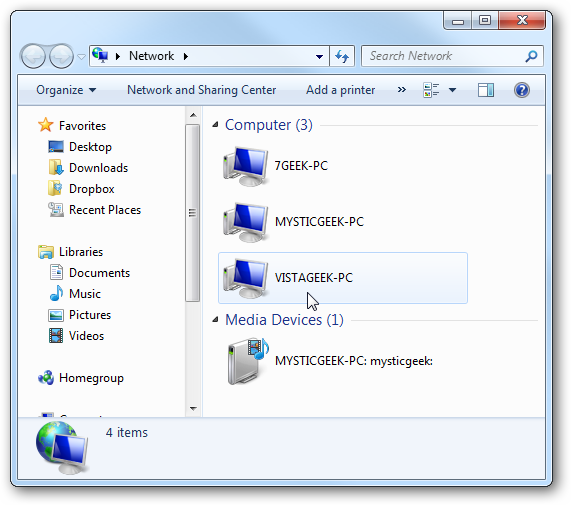 Network
Search Network
Organize
Network and Sharing Center
Add a printer
»
Favorites
Desktop
Downloads
Dropbox
Recent Places
Libraries
Documents
Music
Pictures
Videos
Homegroup
Computer (3)
7GEEK-PC
MYSTICGEEK-PC
VISTAGEEK-PC
Media Devices (1)
MYSTICGEEK-PC: mysticgeek:
4 items